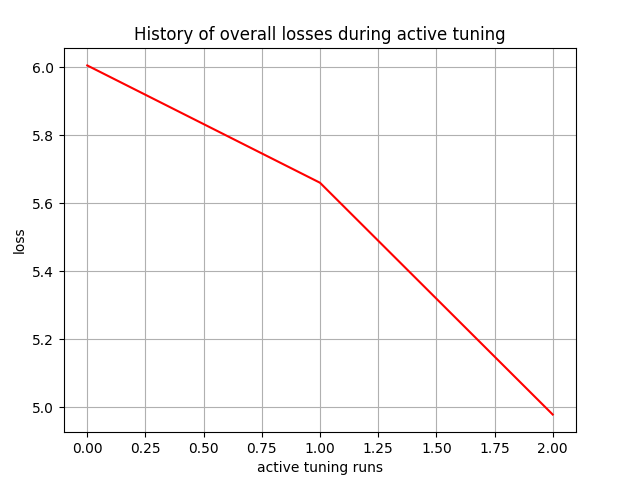 History of overall losses during active tuning
6.0
5.8
5.6
5.4
5.2
5.0
loss
0.00 0.25 0.50 0.75 1.00 1.25 1.50 1.75 2.00
active tuning runs